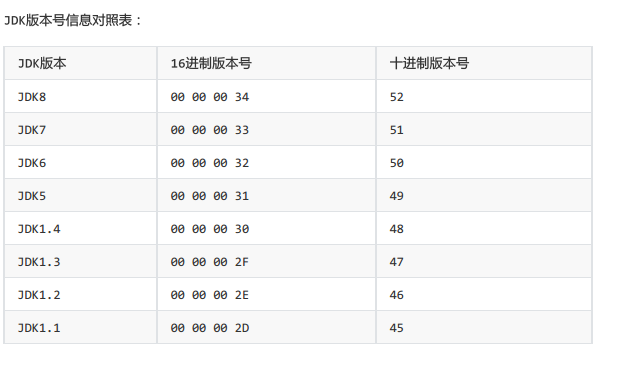 JDK版本号信息对照表：
JDK版本 16进制版本号 十进制版本号
JDK8 00 00 00 34 52
JDK7 00 00 00 33 51
JDK6 00 00 00 32 50
JDK5 00 00 00 31 49
JDK1.4 00 00 00 30 48
JDK1.3 00 00 00 2F 47
JDK1.2 00 00 00 2E 46
JDK1.1 00 00 00 2D 45